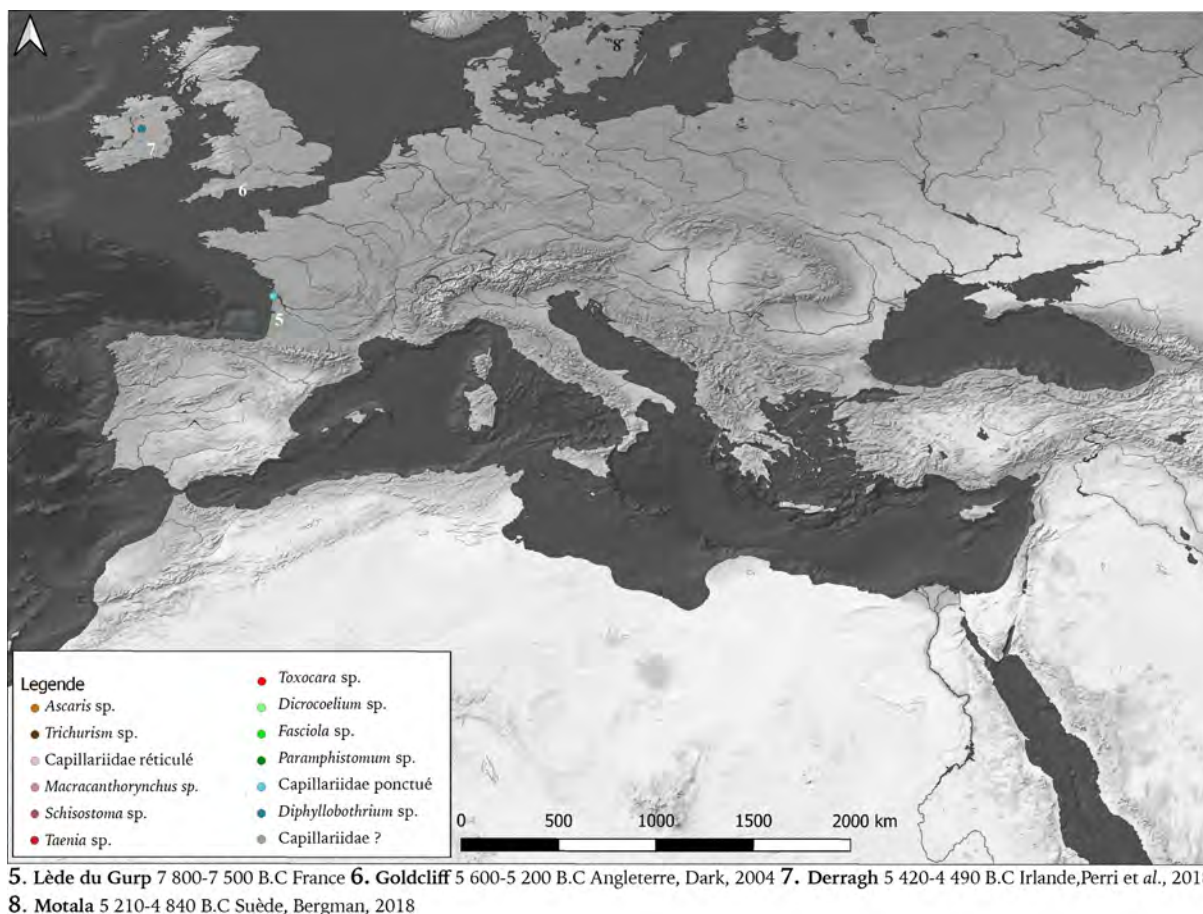 8
7
6
5
Legende
Ascaris sp.
Trichurism sp.
Capillariidae réticulé
Macracanthorynchus sp.
Schisostoma sp.
Taenia sp.
Toxocara sp.
Dicrocoelium sp.
Fasciola sp.
Paramphistomum sp.
Capillariidae ponctué
Diphyllobothrium sp.
Capillariidae ?
0 500 1000 1500 2000 km
5. Lède du Gurp 7 800-7 500 B.C France 6. Goldcliff 5 600-5 200 B.C Angleterre, Dark, 2004 7. Derragh 5 420-4 490 B.C Irlande,Perri et al., 201
8. Motala 5 210-4 840 B.C Suède, Bergman, 2018